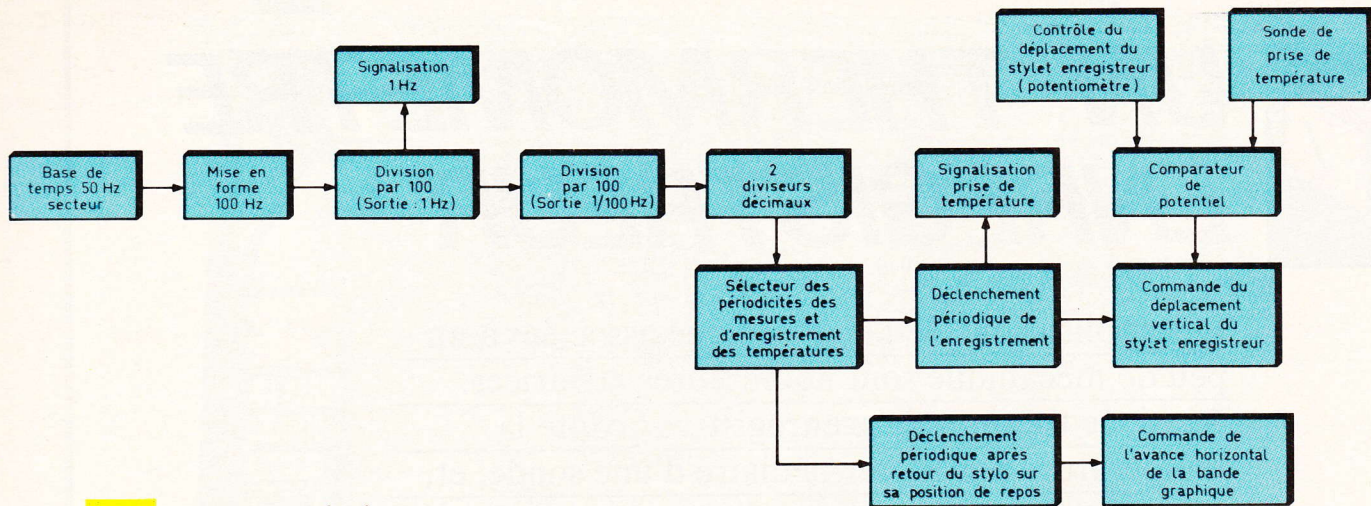 Contrôle du
déplacement du
stylet enregistreur
(potentiomètre)
Sonde de
prise de
température
Signalisation
1 Hz
Base de
temps 50 Hz
secteur
Mise en
forme
100 Hz
Division
par 100
(Sortie : 1 Hz)
Division
par 100
(Sortie 1/100 Hz)
2
diviseurs
décimaux
Signalisation
prise de
température
Comparateur
de
potentiel
Sélecteur des
périodicités des
mesures et
d'enregistrement
des températures
Déclenchement
périodique de
l'enregistrement
Commande du
déplacement
vertical du
stylet enregistreur
Déclenchement
périodique après
retour du stylo sur
sa position de repos
Commande de
l'avance horizontal
de la bande
graphique